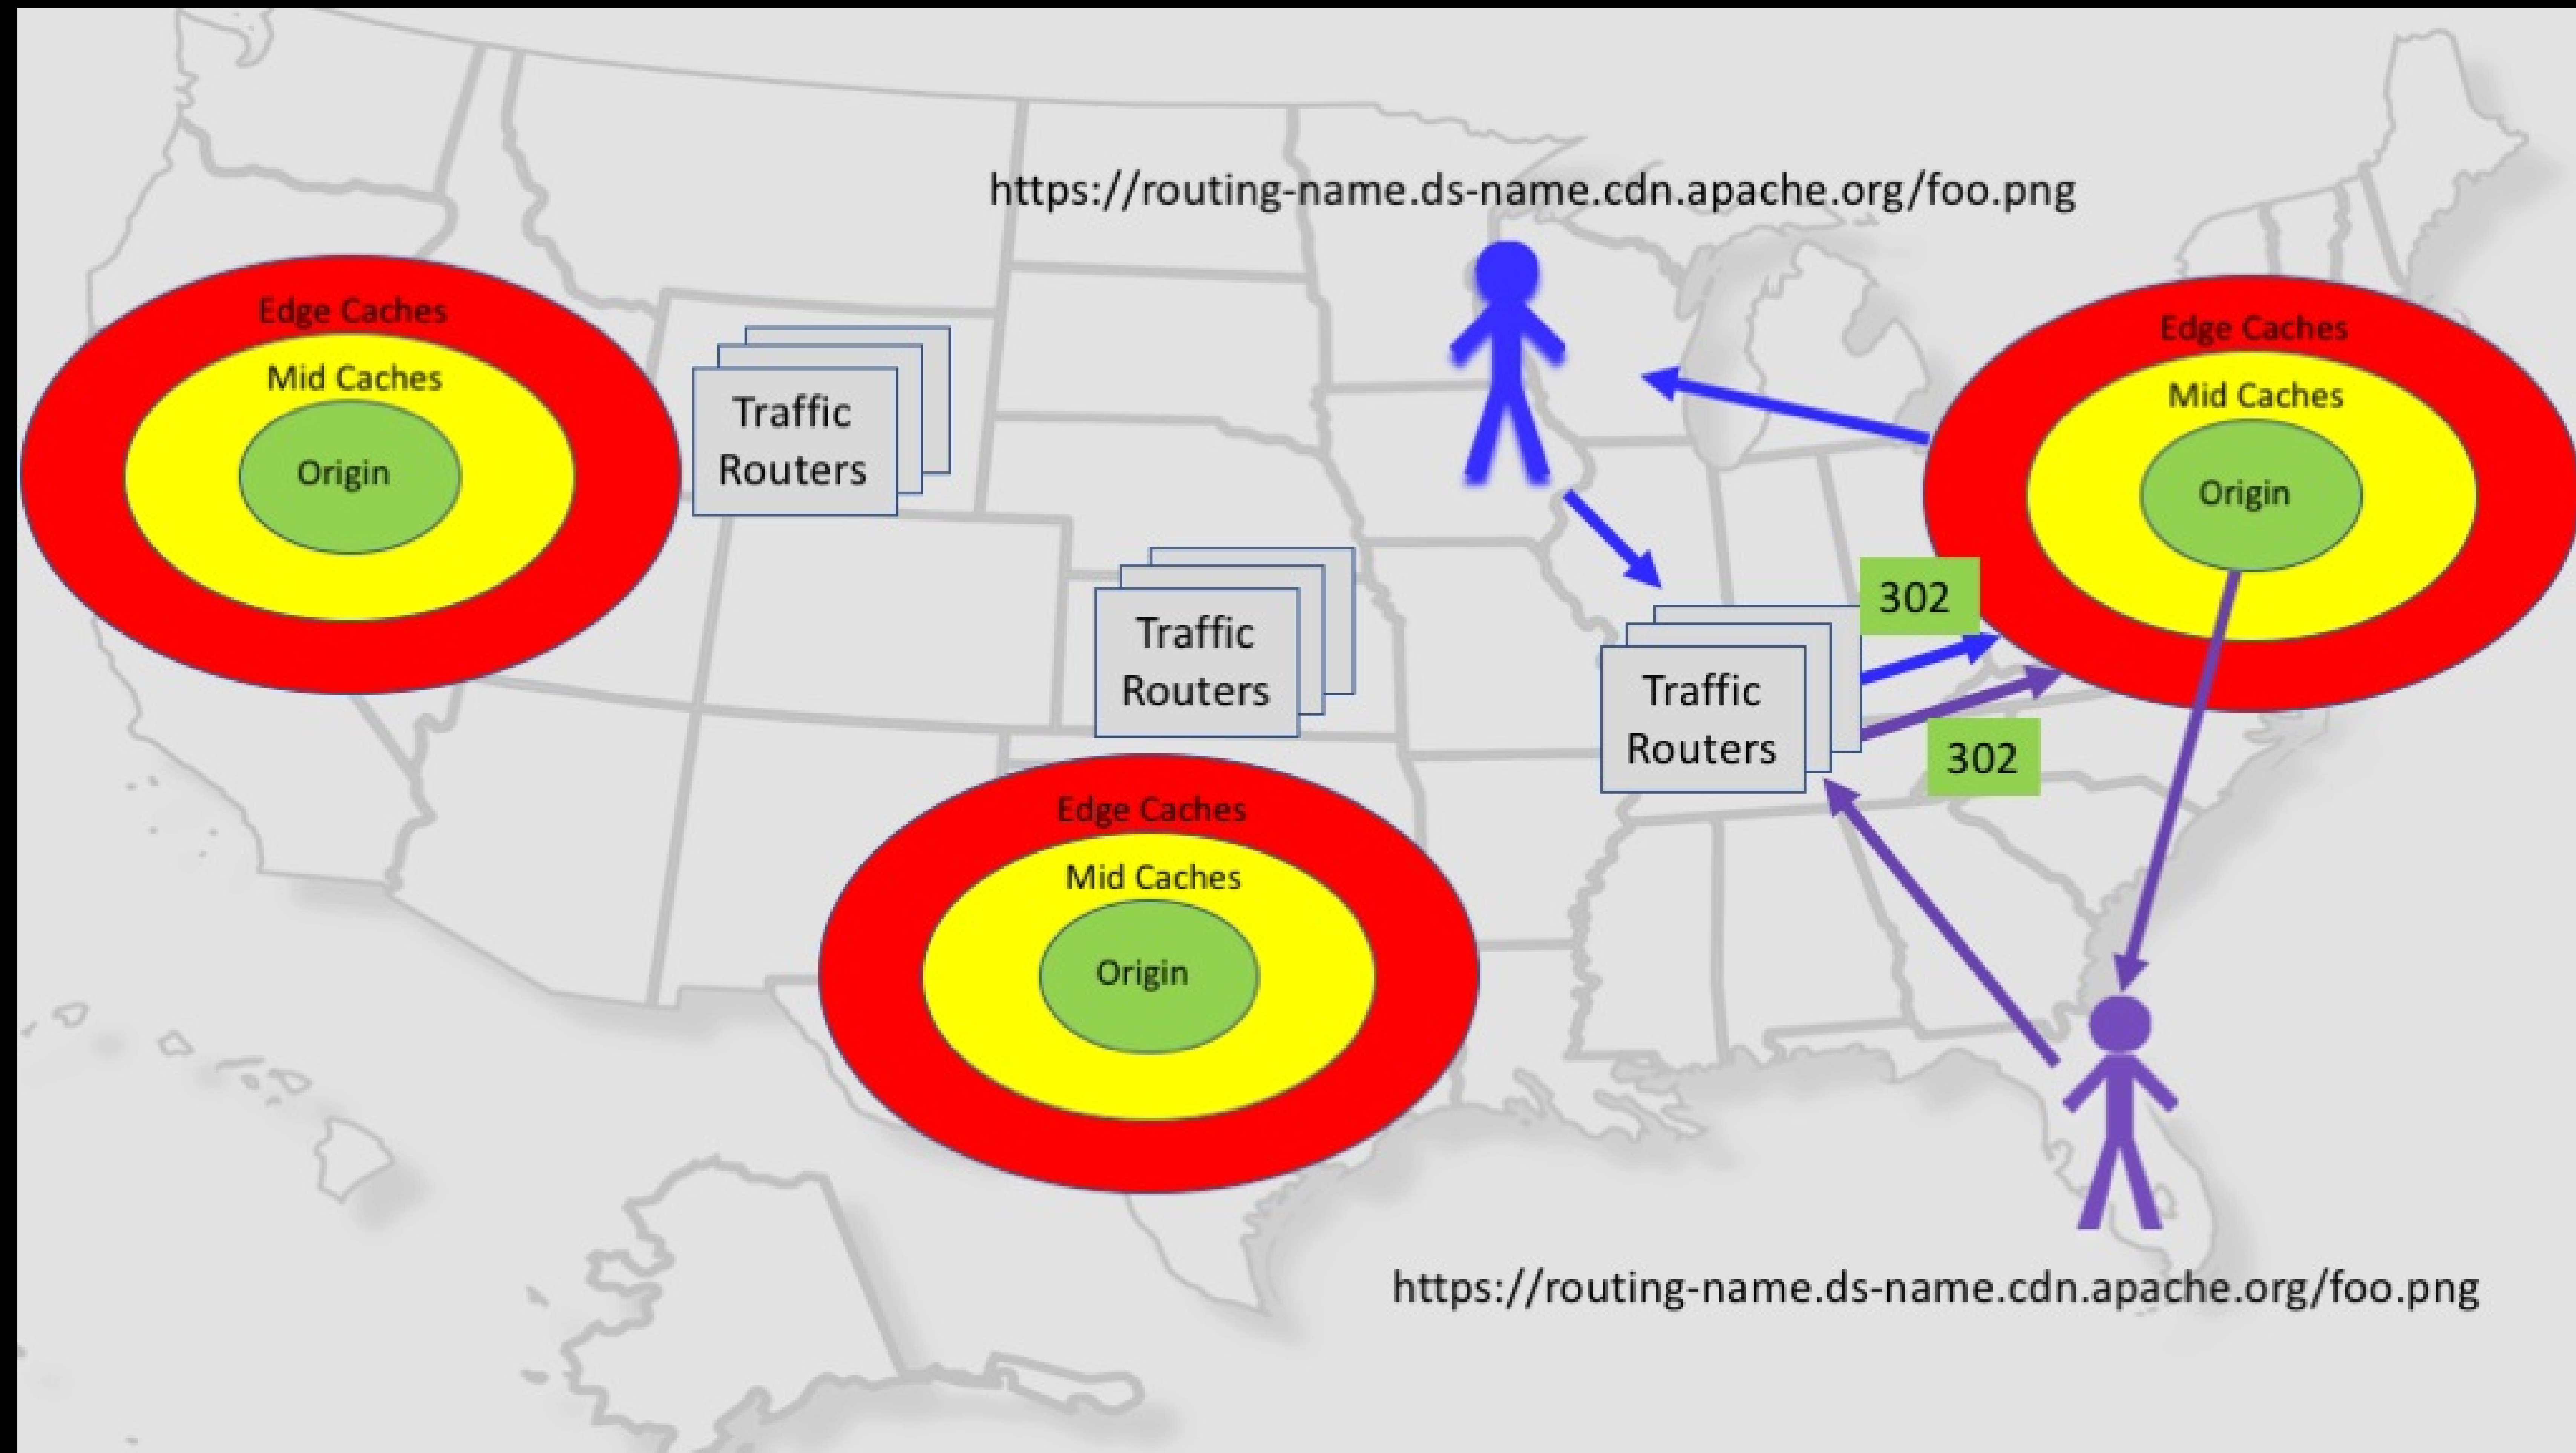 https://routing-name.ds-name.cdn.apache.org/foo.png
Edge Caches
Mid Caches
Origin
Traffic
Routers
Edge Caches
Mid Caches
Origin
Traffic
Routers
302
Traffic
Routers
302
Edge Caches
Mid Caches
Origin
https://routing-name.ds-name.cdn.apache.org/foo.png